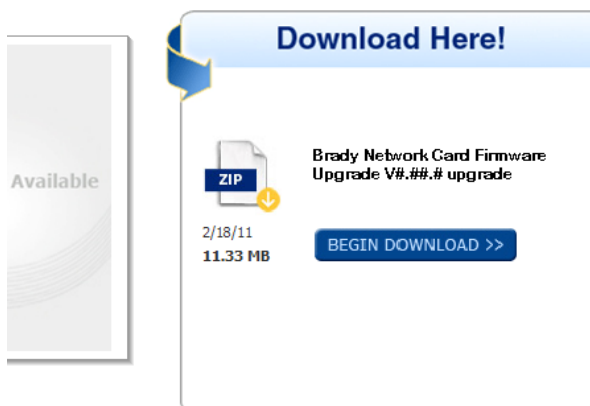 Download Here!
Available
Brady Network Card Firmware
Upgrade V#.##.# upgrade
ZIP
2/18/11
11.33 MB
BEGIN DOWNLOAD >>